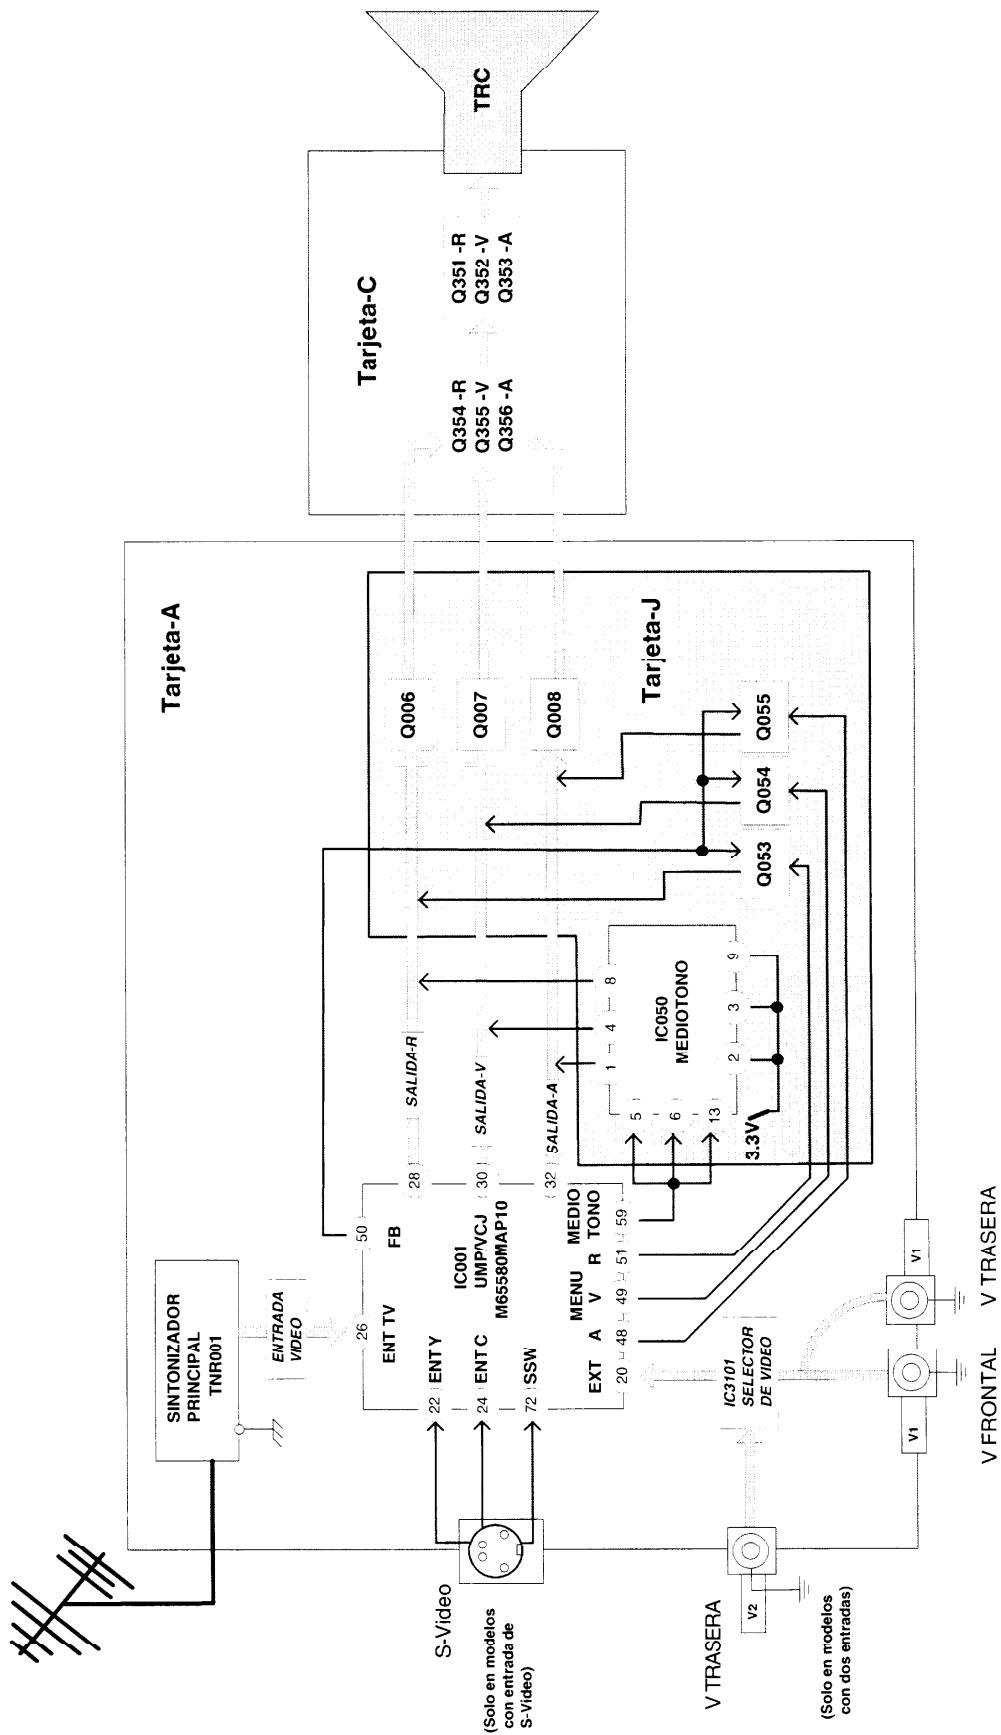 Tarjeta-A
SINTONIZADOR
PRINCIPAL
TNR001
ENTRADA
VIDEO
26
50
ENT TV
FB
22
ENT Y
24
ENT C
72
SSW
IC001
UMP/VCJ
M65580MAP10
28
30
32
SALIDA-R
SALIDA-V
SALIDA-A
EXT
MENU
A
V
R
MEDIO
TONO
20
48
49
51
59
S-Video
(Solo en modelos
con entrada de
S-Video)
IC3101
SELECTOR
DE VIDEO
V TRASERA
V2
(Solo en modelos
con dos entradas)
V1
V FRONTAL
V1
V TRASERA
Tarjeta-J
IC050
MEDIOTONO
1
4
8
5
6
13
2
3
9
3.3V
Q053
Q054
Q055
Q006
Q007
Q008
Tarjeta-C
Q354 -R
Q355 -V
Q356 -A
Q351 -R
Q352 -V
Q353 -A
TRC